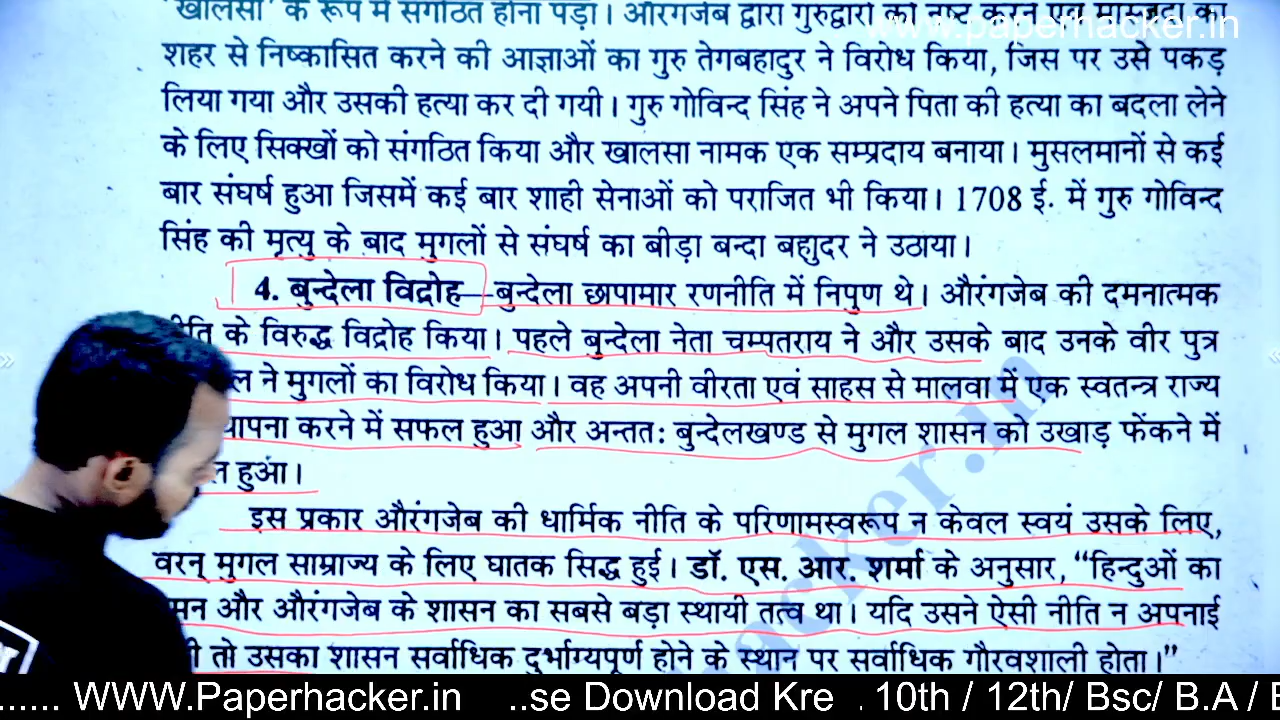 'खालसा' के रूप में संगठित होना पड़ा। औरंगजेब द्वारा गुरुद्वारों को नष्ट करने एवं का
www.paperhacker.in
शहर से निष्कासित करने की आज्ञाओं का गुरु तेगबहादुर ने विरोध किया, जिस पर उसे पकड़
लिया गया और उसकी हत्या कर दी गयी। गुरु गोविन्द सिंह ने अपने पिता की हत्या का बदला लेने
के लिए सिक्खों को संगठित किया और खालसा नामक एक सम्प्रदाय बनाया। मुसलमानों से कई
बार संघर्ष हुआ जिसमें कई बार शाही सेनाओं को पराजित भी किया। 1708 ई. में गुरु गोविन्द
सिंह की मृत्यु के बाद मुगलों से संघर्ष का बीड़ा बन्दा ने उठाया।
4. बुन्देला विद्रोह—बुन्देला छापामार रणनीति में निपुण थे। औरंगजेब की दमनात्मक
के विरुद्ध विद्रोह किया। पहले बुन्देला नेता चम्पतराय ने और उसके बाद उनके वीर पुत्र
ल ने मुगलों का विरोध किया। वह अपनी वीरता एवं साहस से मालवा में एक स्वतन्त्र राज्य
करने में सफल हुआ और अन्ततः बुन्देलखण्ड से मुगल शासन को उखाड़ फेंकने में
ल हुआ।
इस प्रकार औरंगजेब की धार्मिक नीति के परिणामस्वरूप न केवल स्वयं उसके लिए,
वरन् मुगल साम्राज्य के लिए घातक सिद्ध हुई। डॉ. एस. आर. शर्मा के अनुसार, “हिन्दुओं का
और औरंगजेब के शासन का सबसे बड़ा स्थायी तत्व था। यदि उसने ऐसी नीति न अपनाई
तो उसका शासन सर्वाधिक दुर्भाग्यपूर्ण होने के स्थान पर सर्वाधिक गौरवशाली होता।”
...... WWW.Paperhacker.in ..se Download Kre . 10th / 12th/ Bsc/ B.A / E